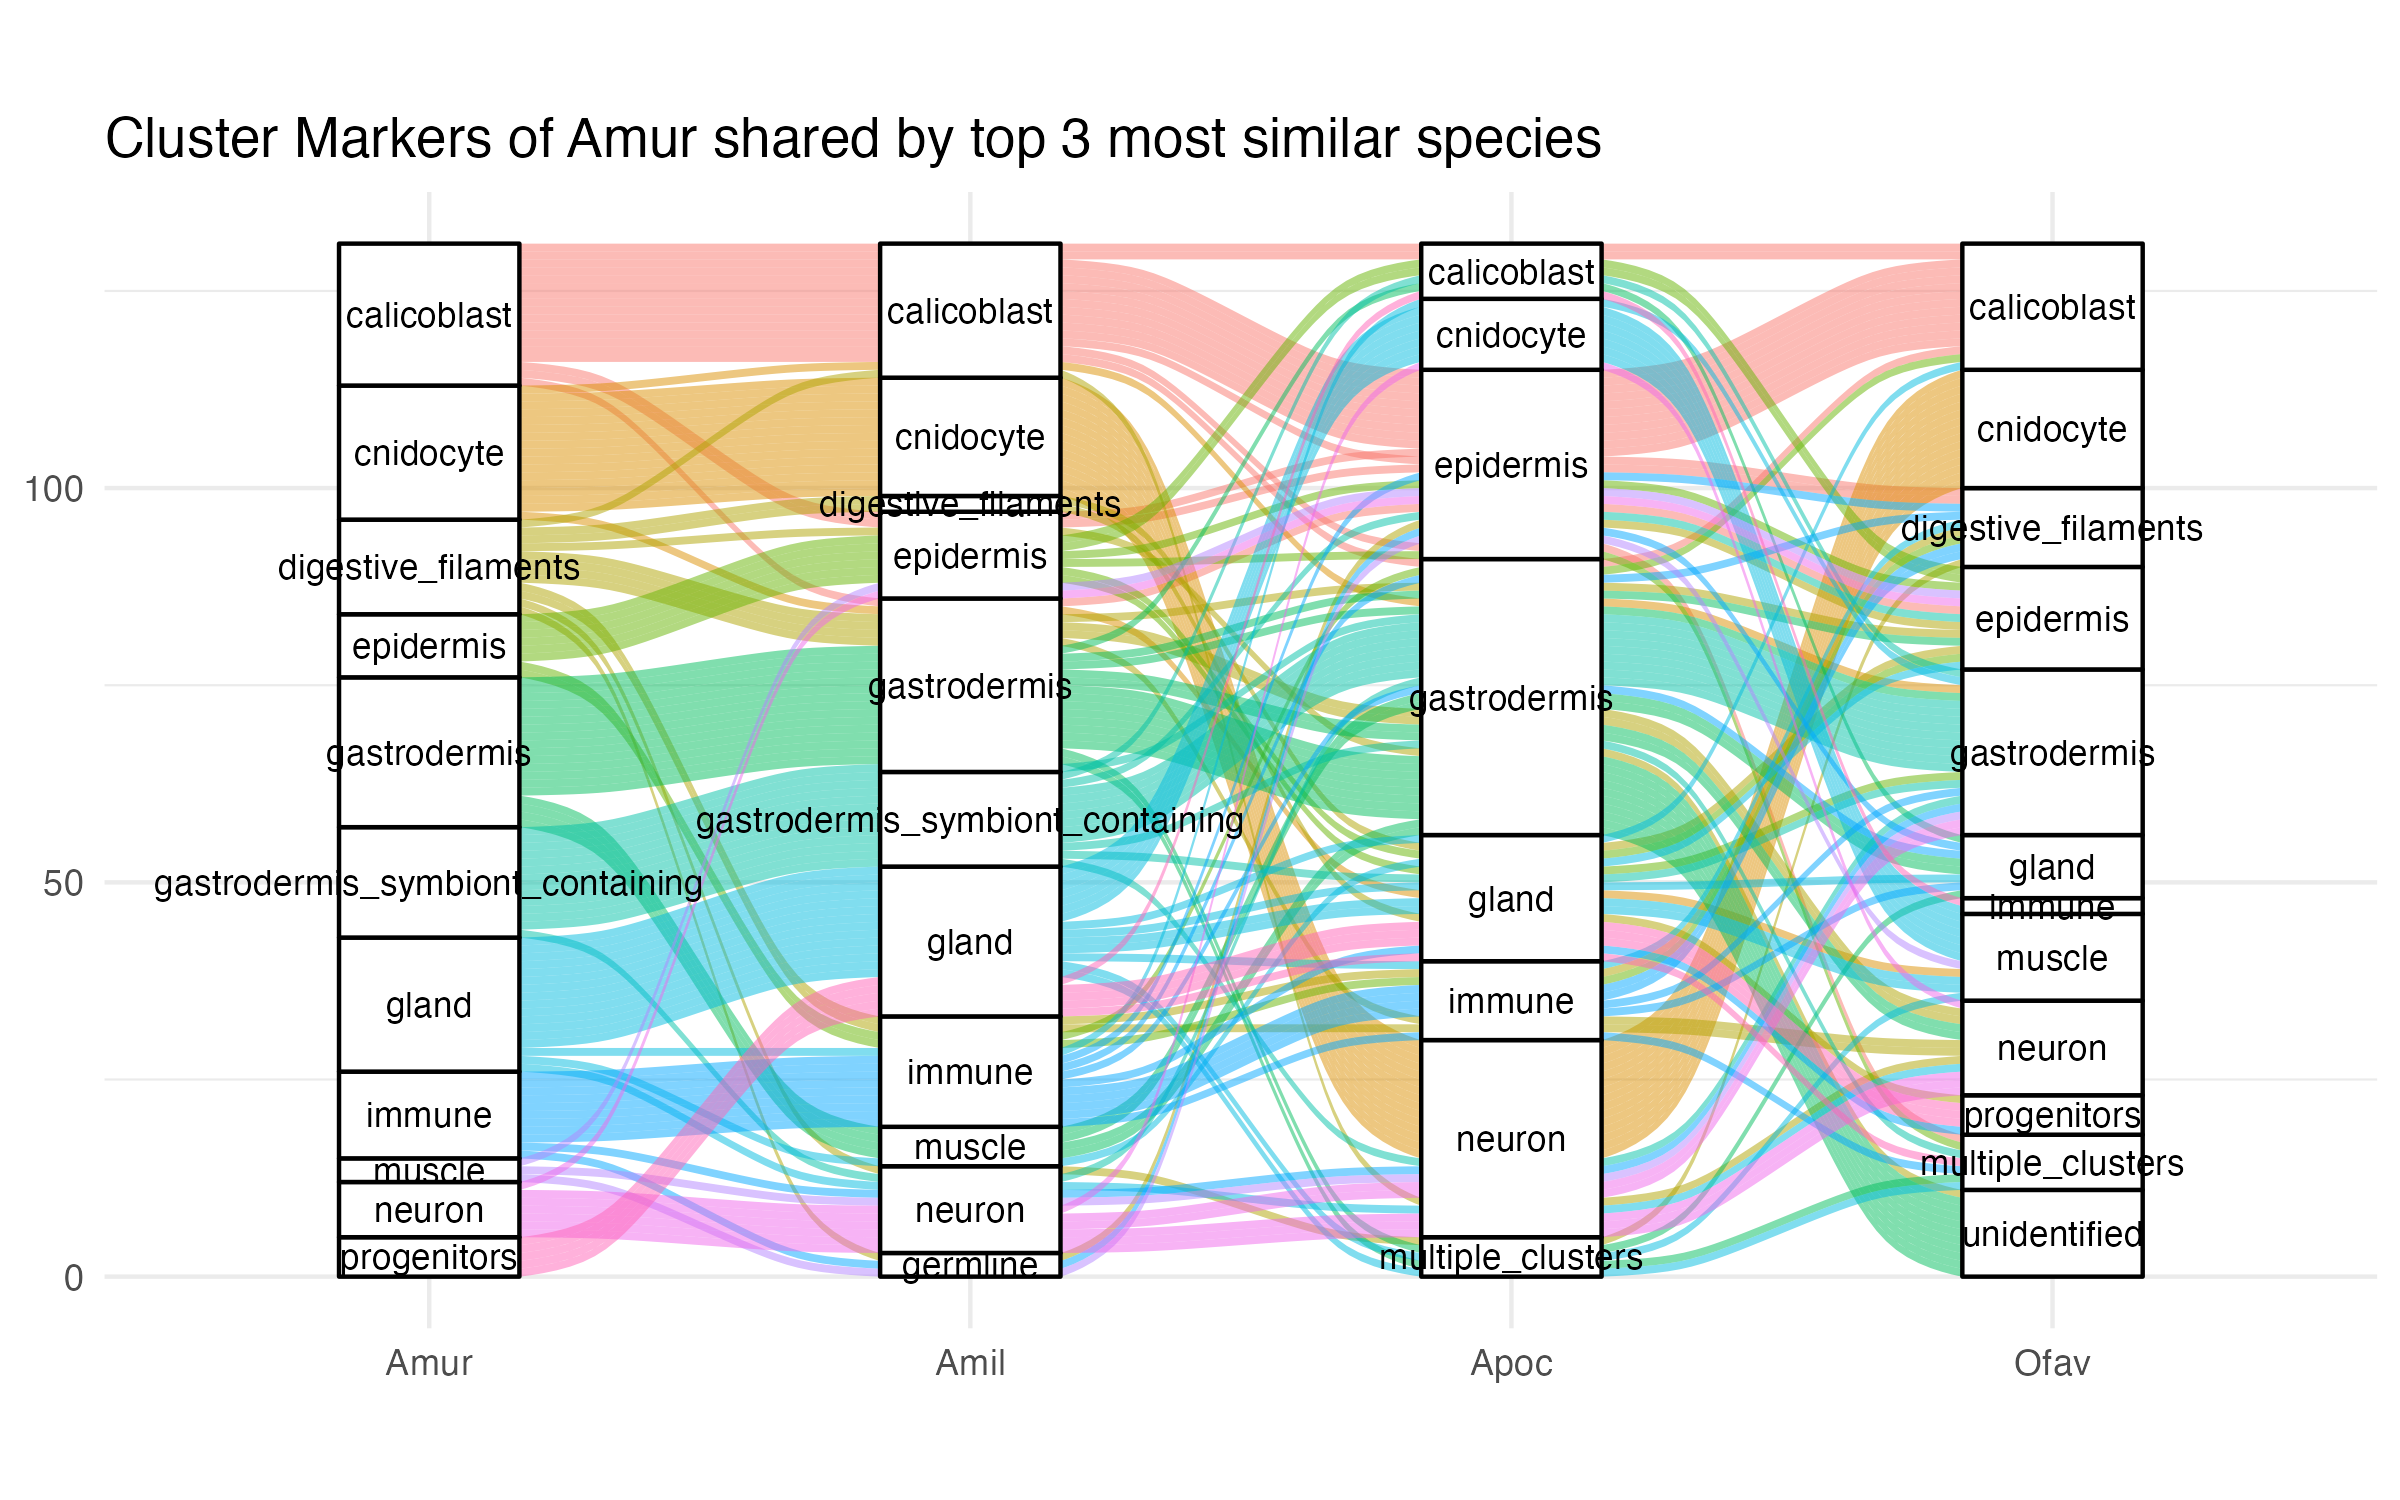 Cluster Markers of Amur shared by top 3 most similar species
100
50
0
calicoblast
cnidocyte
digestive_filaments
epidermis
gastrodermis
gastrodermis_symbiont_containing
gland
immune
muscle
neuron
progenitors
calicoblast
cnidocyte
digestive_filaments
epidermis
gastrodermis
gastrodermis_symbiont_containing
gland
immune
muscle
neuron
germline
calicoblast
cnidocyte
epidermis
gastrodermis
gland
immune
neuron
multiple_clusters
calicoblast
cnidocyte
digestive_filaments
epidermis
gastrodermis
gland
immune
muscle
neuron
progenitors
multiple_clusters
unidentified
Amur
Amil
Apoc
Ofav